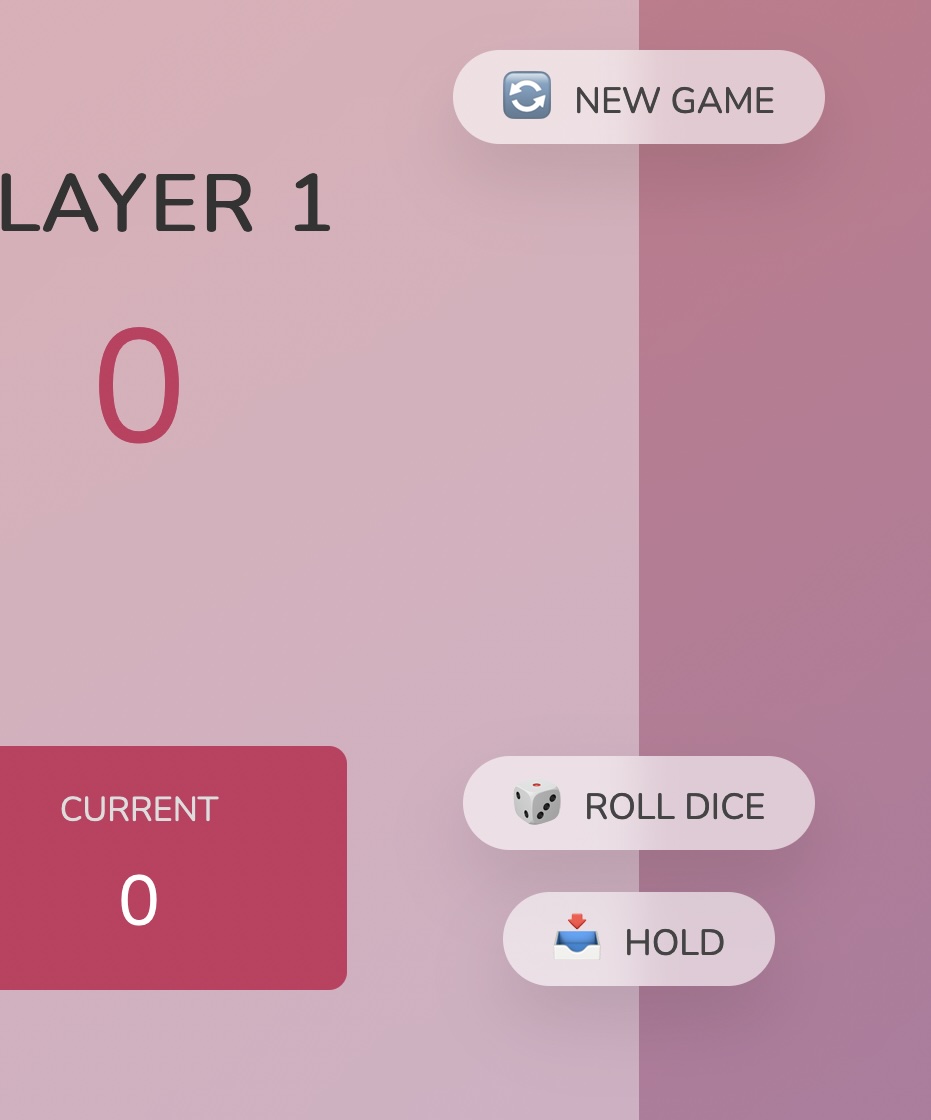 🔄 NEW GAME
LAYER 1
0
CURRENT
0
🎲 ROLL DICE
📥 HOLD